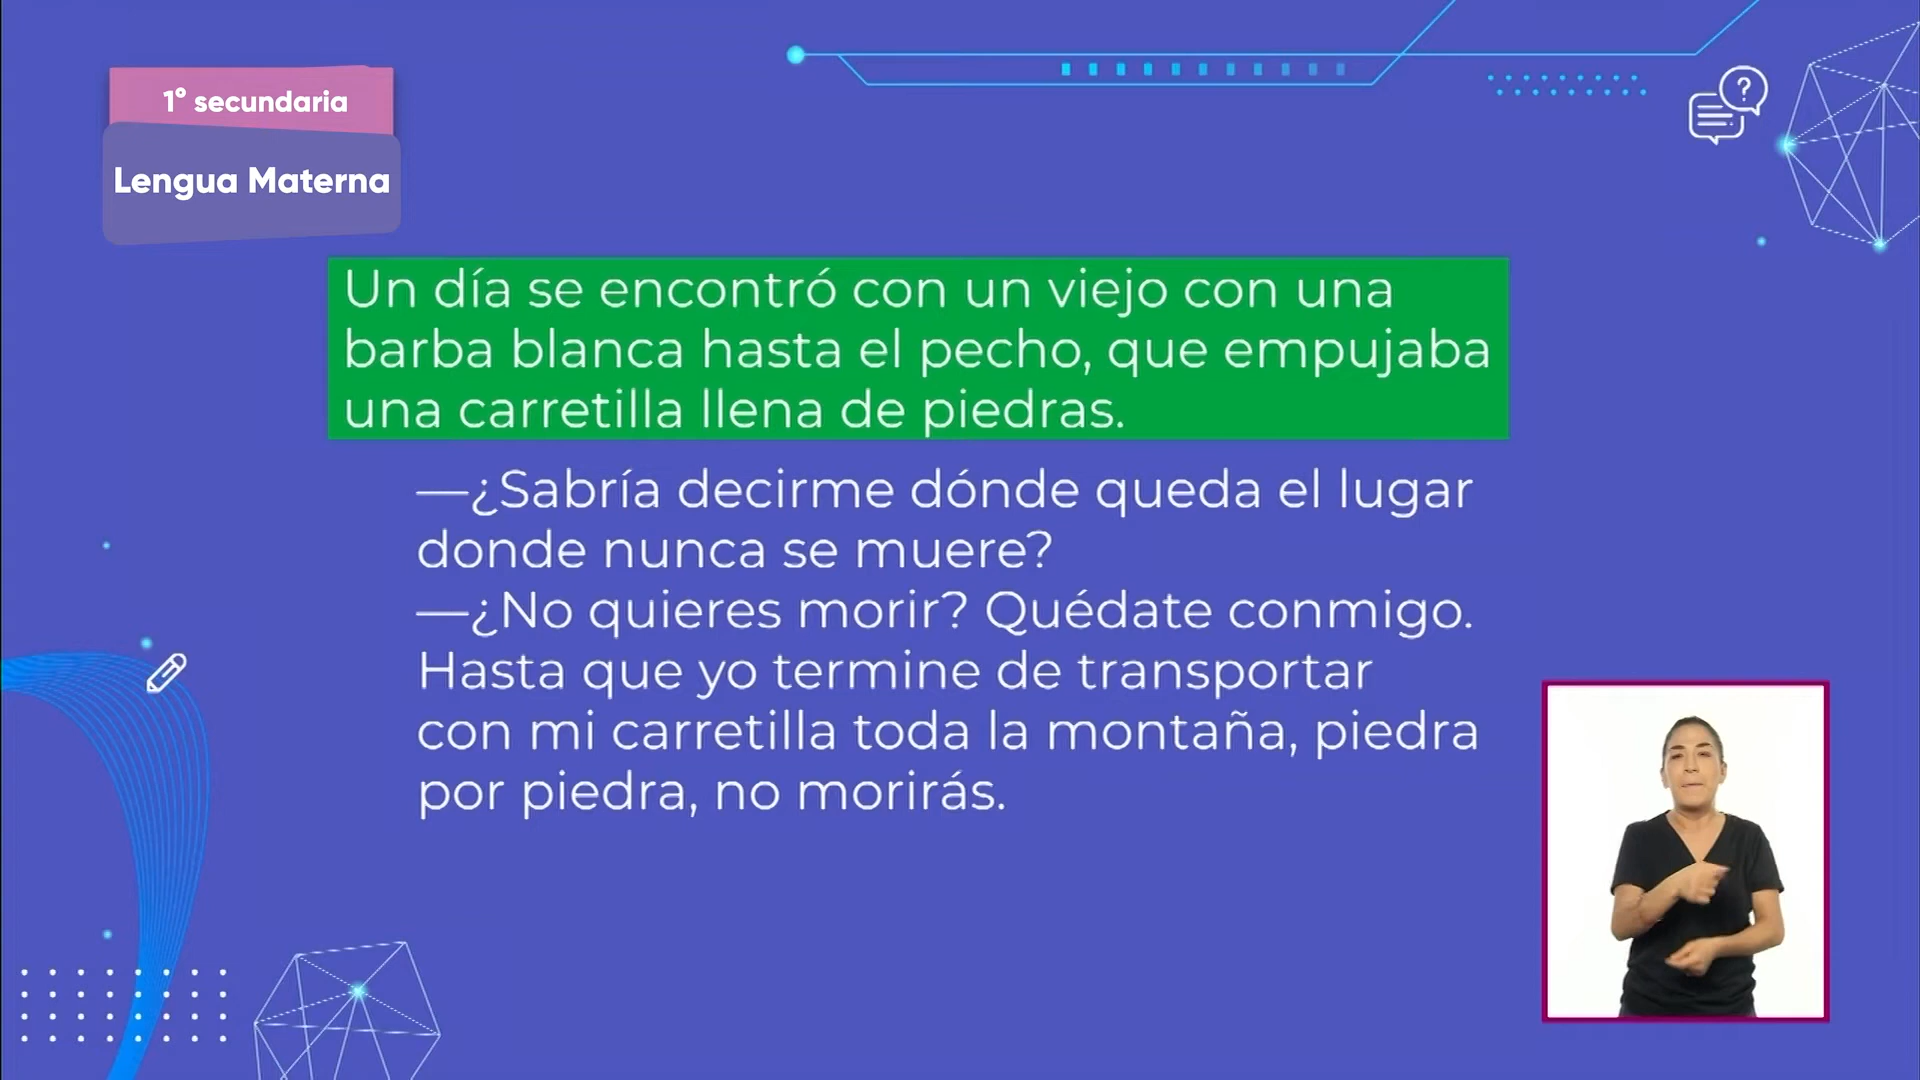 1° secundaria
Lengua Materna
Un día se encontró con un viejo con una
barba blanca hasta el pecho, que empujaba
una carretilla llena de piedras.
—¿Sabría decirme dónde queda el lugar
donde nunca se muere?
—¿No quieres morir? Quédate conmigo.
Hasta que yo termine de transportar
con mi carretilla toda la montaña, piedra
por piedra, no morirás.